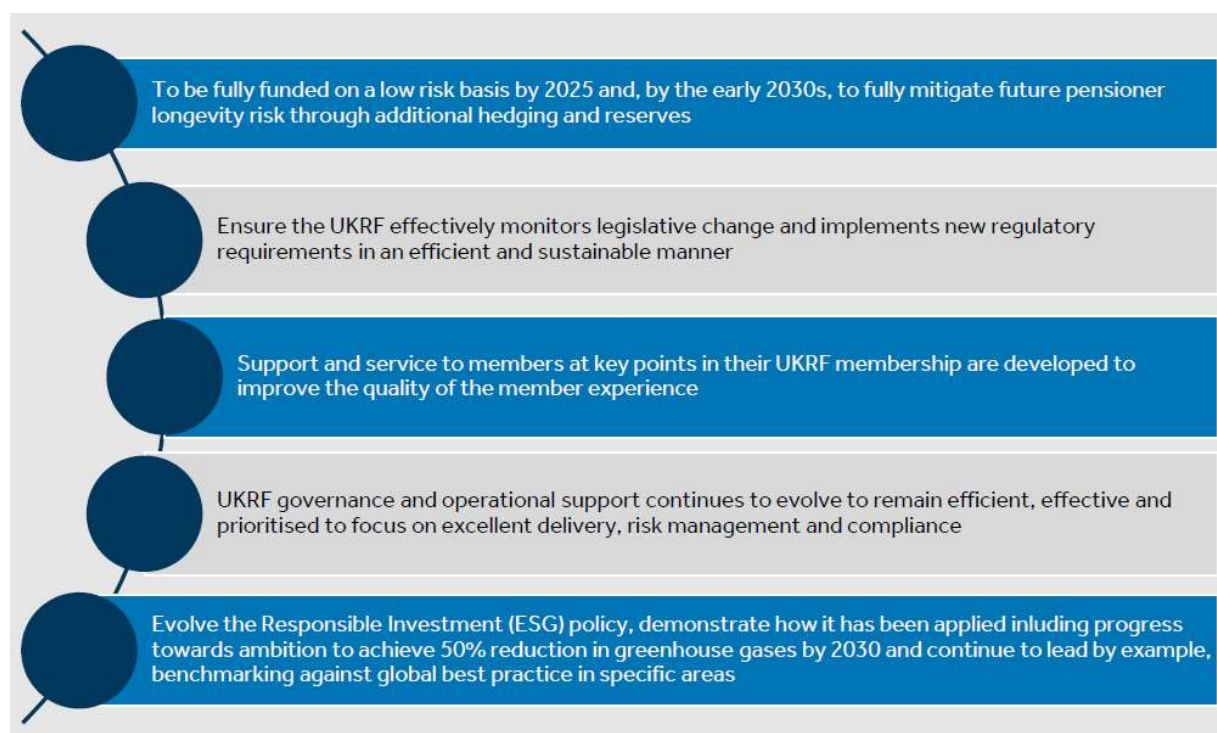 To be fully funded on a low risk basis by 2025 and, by the early 2030s, to fully mitigate future pensioner
longevity risk through additional hedging and reserves
Ensure the UKRF effectively monitors legislative change and implements new regulatory
requirements in an efficient and sustainable manner
Support and service to members at key points in their UKRF membership are developed to
improve the quality of the member experience
UKRF governance and operational support continues to evolve to remain efficient, effective and
prioritised to focus on excellent delivery, risk management and compliance
Evolve the Responsible Investment (ESG) policy, demonstrate how it has been applied inluding progress
towards ambition to achieve 50% reduction in greenhouse gases by 2030 and continue to lead by example,
benchmarking against global best practice in specific areas